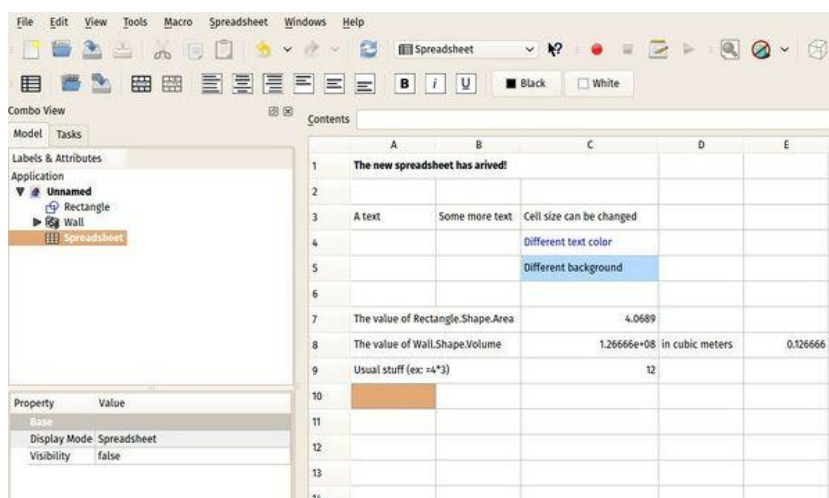 File Edit View Tools Macro Spreadsheet Windows Help
Spreadsheet
B i U Black White
Combo View
Contents
Model Tasks
A B C D E
Labels & Attributes
1 The new spreadsheet has arived!
Application
Unnamed
2
Rectangle
3 A text Some more text Cell size can be changed
Wall
Spreadsheet
4 Different text color
5 Different background
6
7 The value of Rectangle.Shape.Area 4.0689
8 The value of Wall.Shape.Volume 1.26666e+08 in cubic meters 0.126666
9 Usual stuff (ex: =4*3) 12
10
Property Value
Base
11
Display Mode Spreadsheet
12
Visibility false
13
14